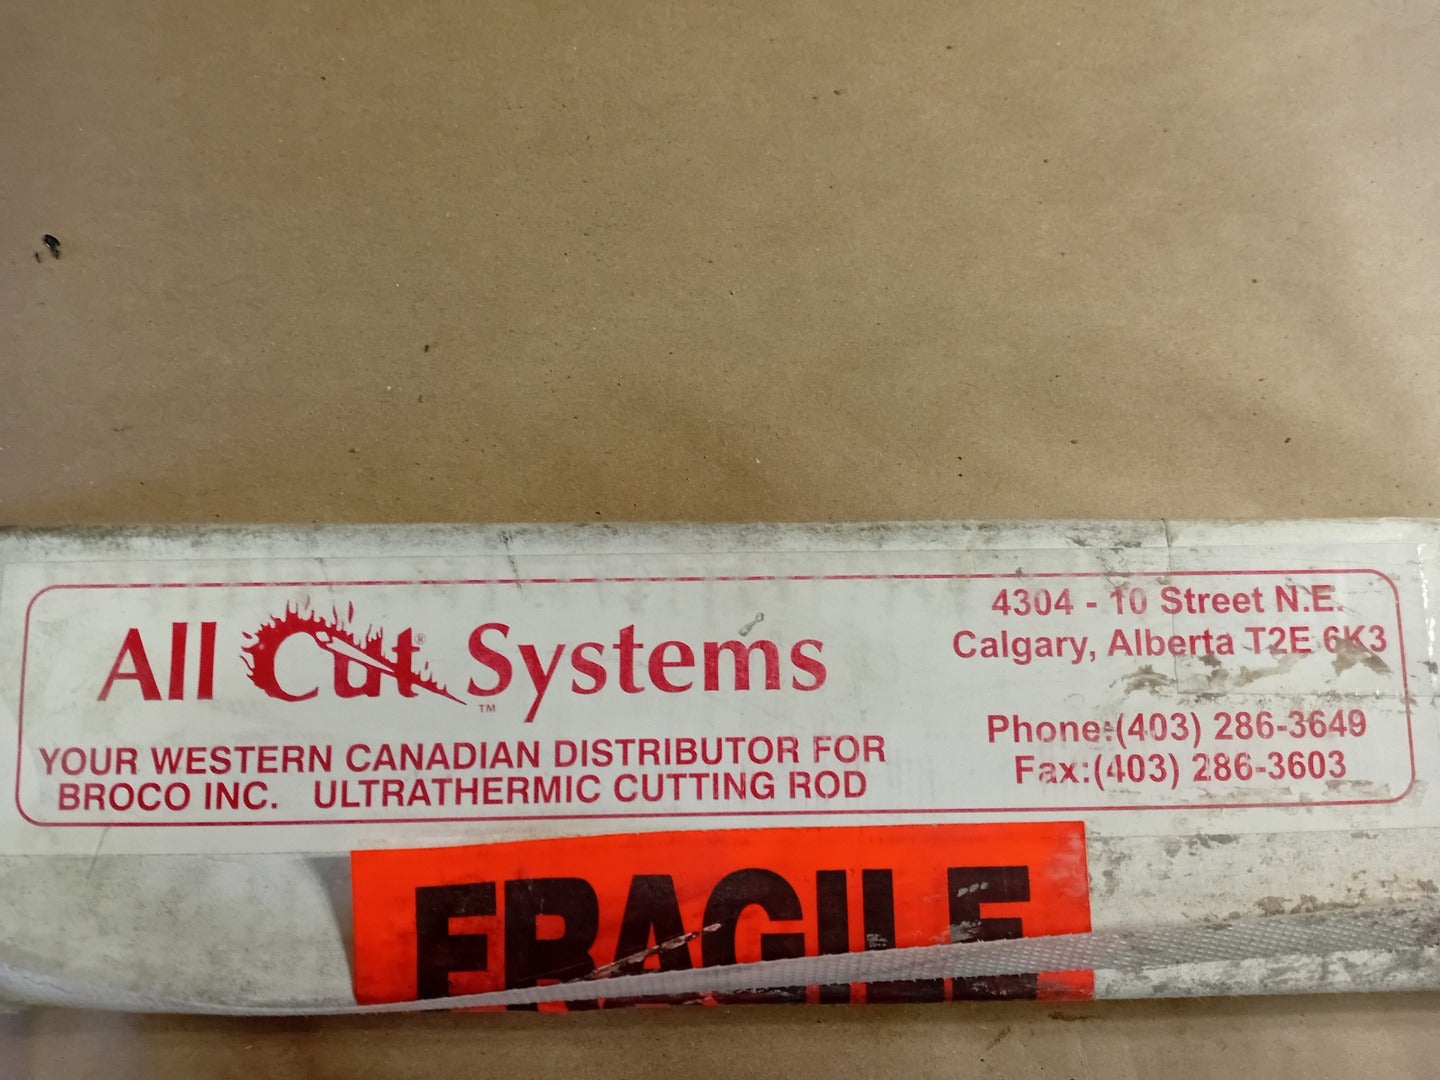 All Cut® Systems™
YOUR WESTERN CANADIAN DISTRIBUTOR FOR
BROCO INC. ULTRATHERMIC CUTTING ROD
4304 - 10 Street N.E.
Calgary, Alberta T2E 6K3
Phone:(403) 286-3649
Fax:(403) 286-3603
FRAGILE